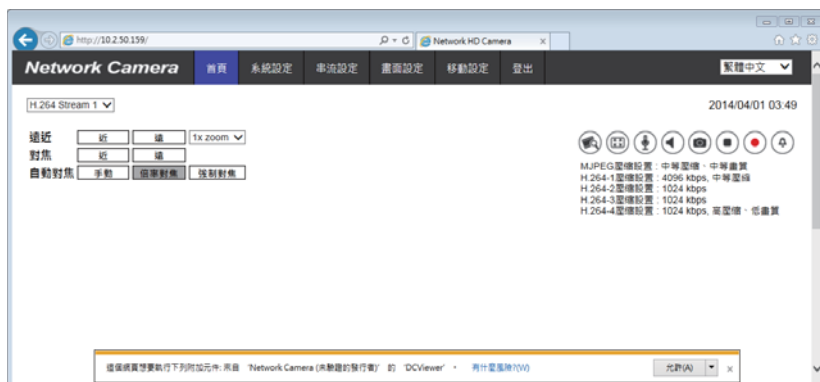 http://10.2.50.159/
Network HD Camera
Network Camera 首頁 系統設定 串流設定 畫面設定 移動設定 登出 繁體中文
H.264 Stream 1
2014/04/01 03:49
遠近 近 遠 1x zoom
對焦 近 遠
自動對焦 手動 倍率對焦 強制對焦
MJPEG壓縮設置 : 中等壓縮、中等畫質
H.264-1壓縮設置 : 4096 kbps, 中等壓縮
H.264-2壓縮設置 : 1024 kbps
H.264-3壓縮設置 : 1024 kbps
H.264-4壓縮設置 : 1024 kbps, 高壓縮、低畫質
這個網頁想要執行下列附加元件: 來自 'Network Camera (未驗證的發行者)' 的 'DCViewer'。 有什麼風險?(W) 允許(A)